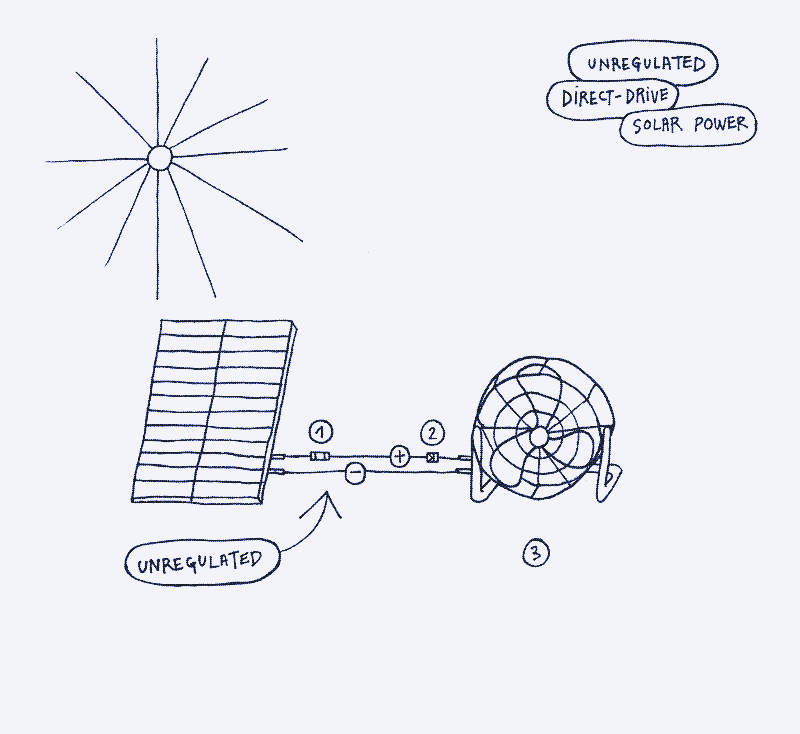 UNREGULATED
DIRECT-DRIVE
SOLAR POWER
1
2
+
−
UNREGULATED
3